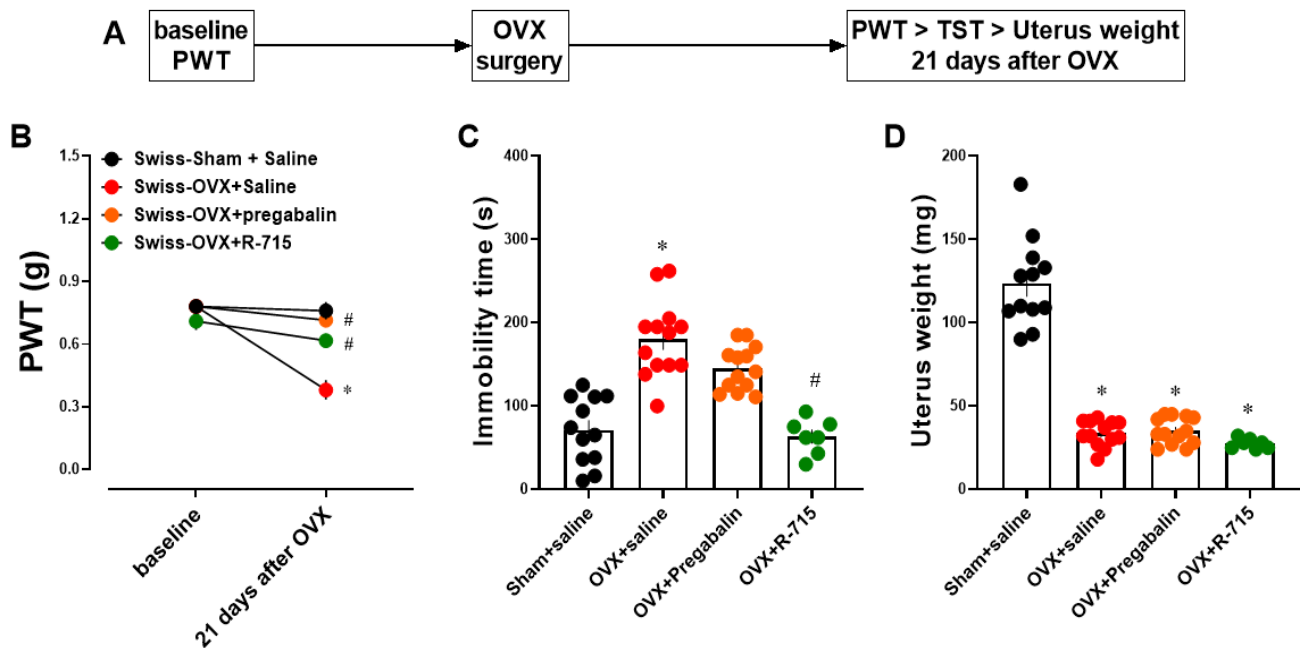 A
baseline
PWT
OVX
surgery
PWT > TST > Uterus weight
21 days after OVX
B
PWT (g)
1.5
1.2
0.9
0.6
0.3
0.0
Swiss-Sham + Saline
Swiss-OVX+Saline
Swiss-OVX+pregabalin
Swiss-OVX+R-715
#
#
*
baseline
21 days after OVX
C
Immobility time (s)
400
300
200
100
0
*
#
Sham+saline
OVX+saline
OVX+Pregabalin
OVX+R-715
D
Uterus weight (mg)
200
150
100
50
0
*
*
*
Sham+saline
OVX+saline
OVX+Pregabalin
OVX+R-715